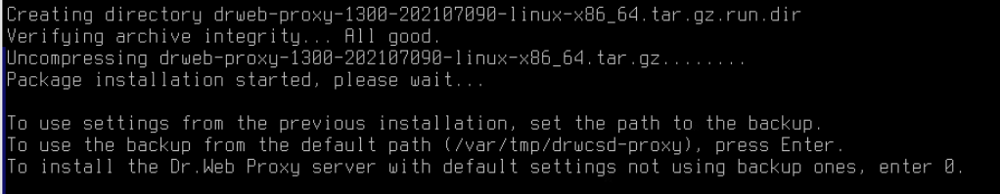 Creating directory drweb-proxy-1300-202107090-linux-x86_64.tar.gz.run.dir
Verifying archive integrity... All good.
Uncompressing drweb-proxy-1300-202107090-linux-x86_64.tar.gz........
Package installation started, please wait...
To use settings from the previous installation, set the path to the backup.
To use the backup from the default path (/var/tmp/drwcsd-proxy), press Enter.
To install the Dr.Web Proxy server with default settings not using backup ones, enter 0.